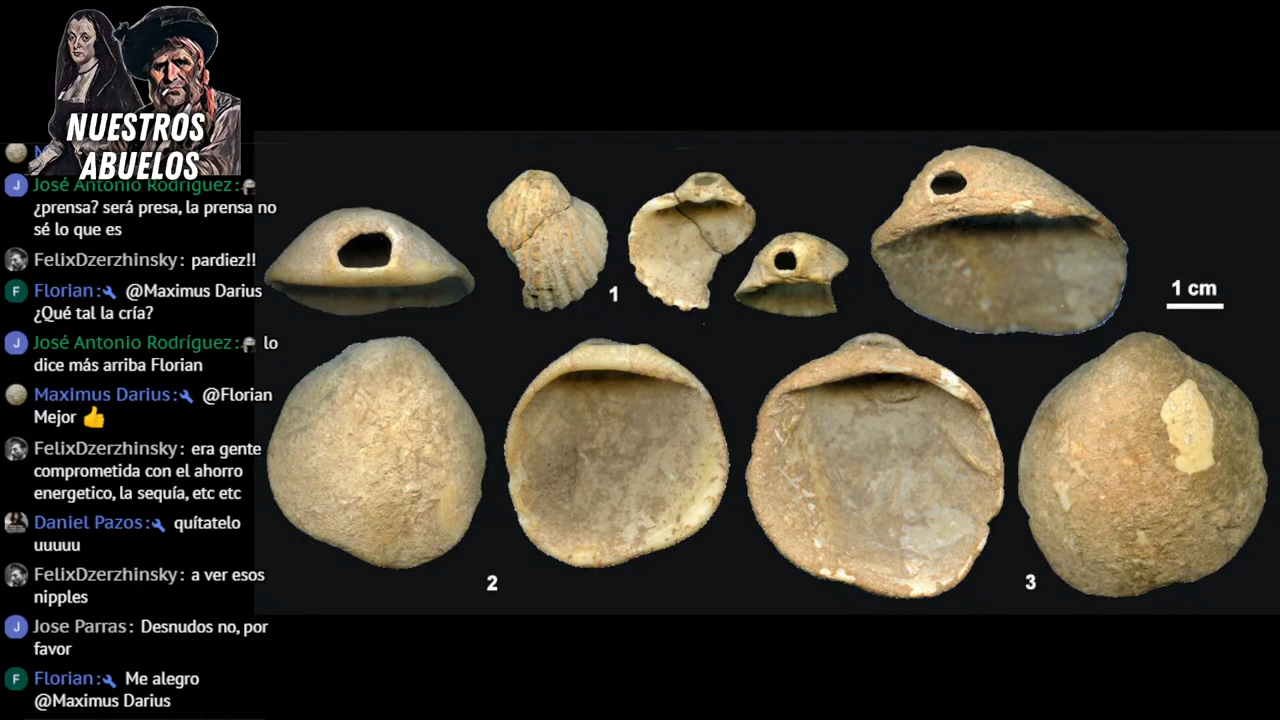 NUESTROS
ABUELOS
José Antonio Rodríguez:
¿prensa? será presa, la prensa no
sé lo que es
FelixDzerzhinsky: pardiez!!
F Florian: @Maximus Darius
¿Qué tal la cría?
J José Antonio Rodríguez: lo
dice más arriba Florian
Maximus Darius: @Florian
Mejor 👍
FelixDzerzhinsky: era gente
comprometida con el ahorro
energetico, la sequía, etc etc
Daniel Pazos: quítatelo
uuuuu
FelixDzerzhinsky: a ver esos
nipples
J Jose Parras: Desnudos no, por
favor
F Florian: Me alegro
@Maximus Darius
1
1 cm
2
3